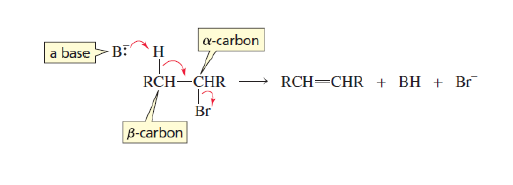 α-carbon
a base B:⁻ H
RCH—CHR ⟶ RCH=CHR + BH + Br⁻
Br
β-carbon